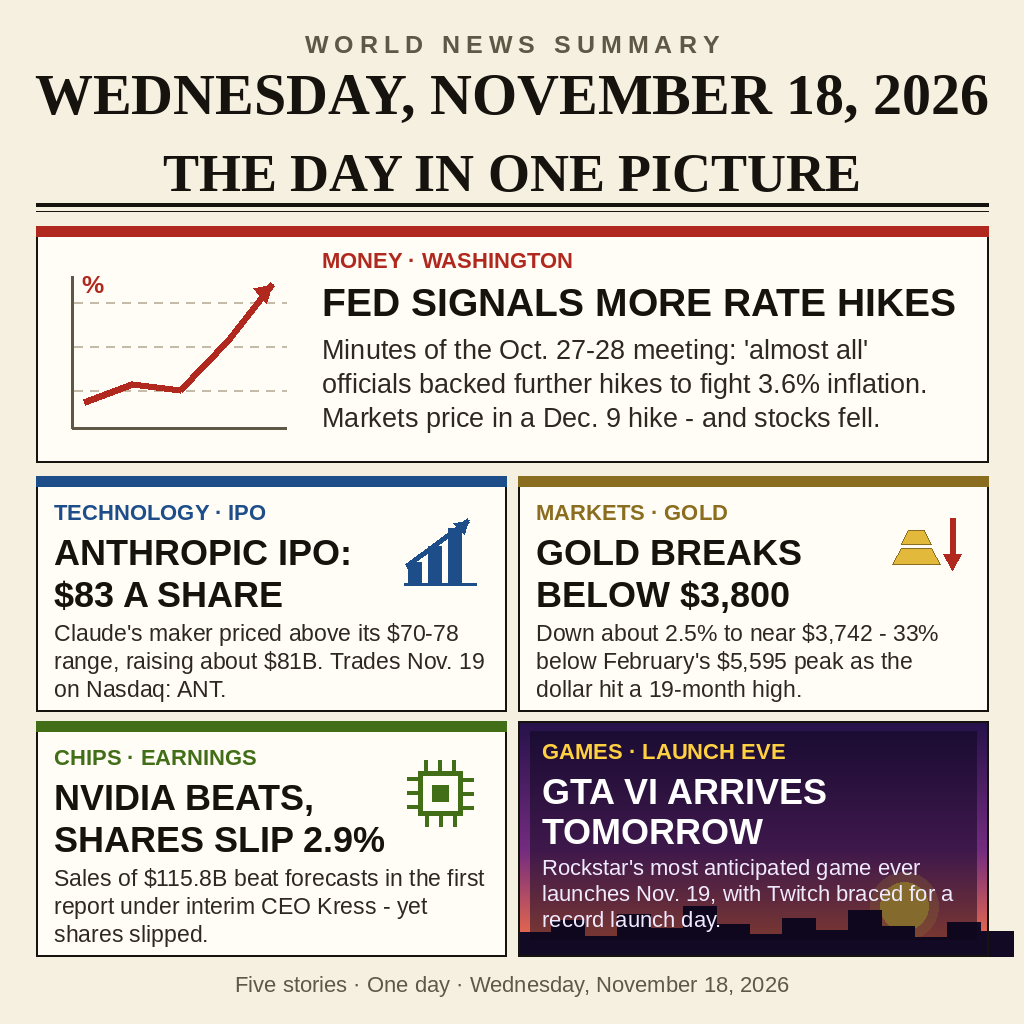 WORLD NEWS SUMMARY
WEDNESDAY, NOVEMBER 18, 2026
THE DAY IN ONE PICTURE
%
MONEY · WASHINGTON
FED SIGNALS MORE RATE HIKES
Minutes of the Oct. 27-28 meeting: 'almost all'
officials backed further hikes to fight 3.6% inflation.
Markets price in a Dec. 9 hike - and stocks fell.
TECHNOLOGY · IPO
ANTHROPIC IPO:
$83 A SHARE
Claude's maker priced above its $70-78
range, raising about $81B. Trades Nov. 19
on Nasdaq: ANT.
MARKETS · GOLD
GOLD BREAKS
BELOW $3,800
Down about 2.5% to near $3,742 - 33%
below February's $5,595 peak as the
dollar hit a 19-month high.
CHIPS · EARNINGS
NVIDIA BEATS,
SHARES SLIP 2.9%
Sales of $115.8B beat forecasts in the first
report under interim CEO Kress - yet
shares slipped.
GAMES · LAUNCH EVE
GTA VI ARRIVES
TOMORROW
Rockstar's most anticipated game ever
launches Nov. 19, with Twitch braced for a
record launch day.
Five stories · One day · Wednesday, November 18, 2026